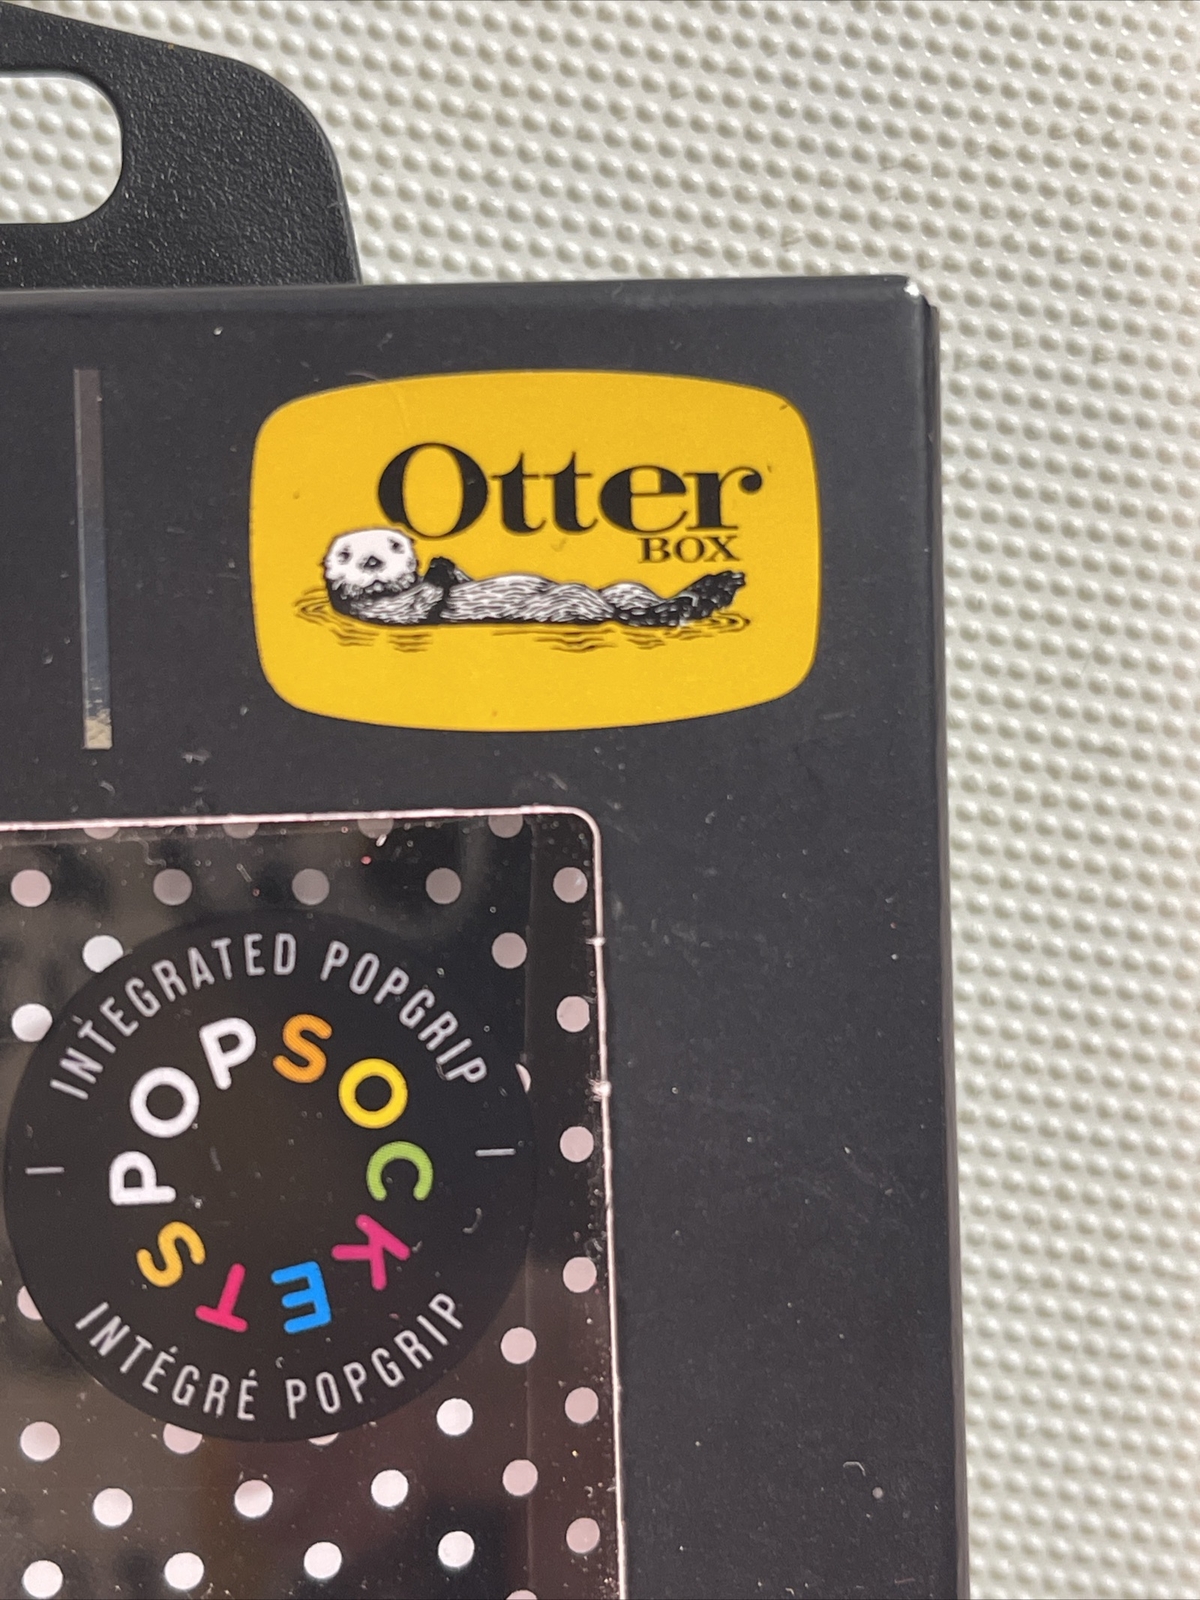 Otter
BOX
INTEGRATED POPGRIP
POPSOCKETS
INTÉGRÉ POPGRIP